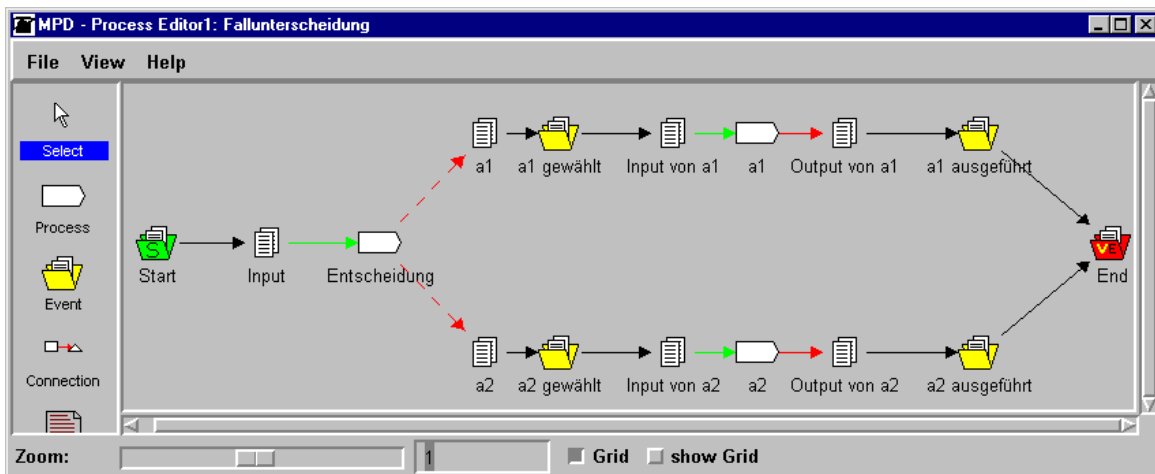 MPD - Process Editor1: Fallunterscheidung
File View Help
Select
Process
Event
Connection
a1 a1 gewählt Input von a1 a1 Output von a1 a1 ausgeführt
S VE
Start Input Entscheidung End
a2 a2 gewählt Input von a2 a2 Output von a2 a2 ausgeführt
Zoom: 1 Grid show Grid